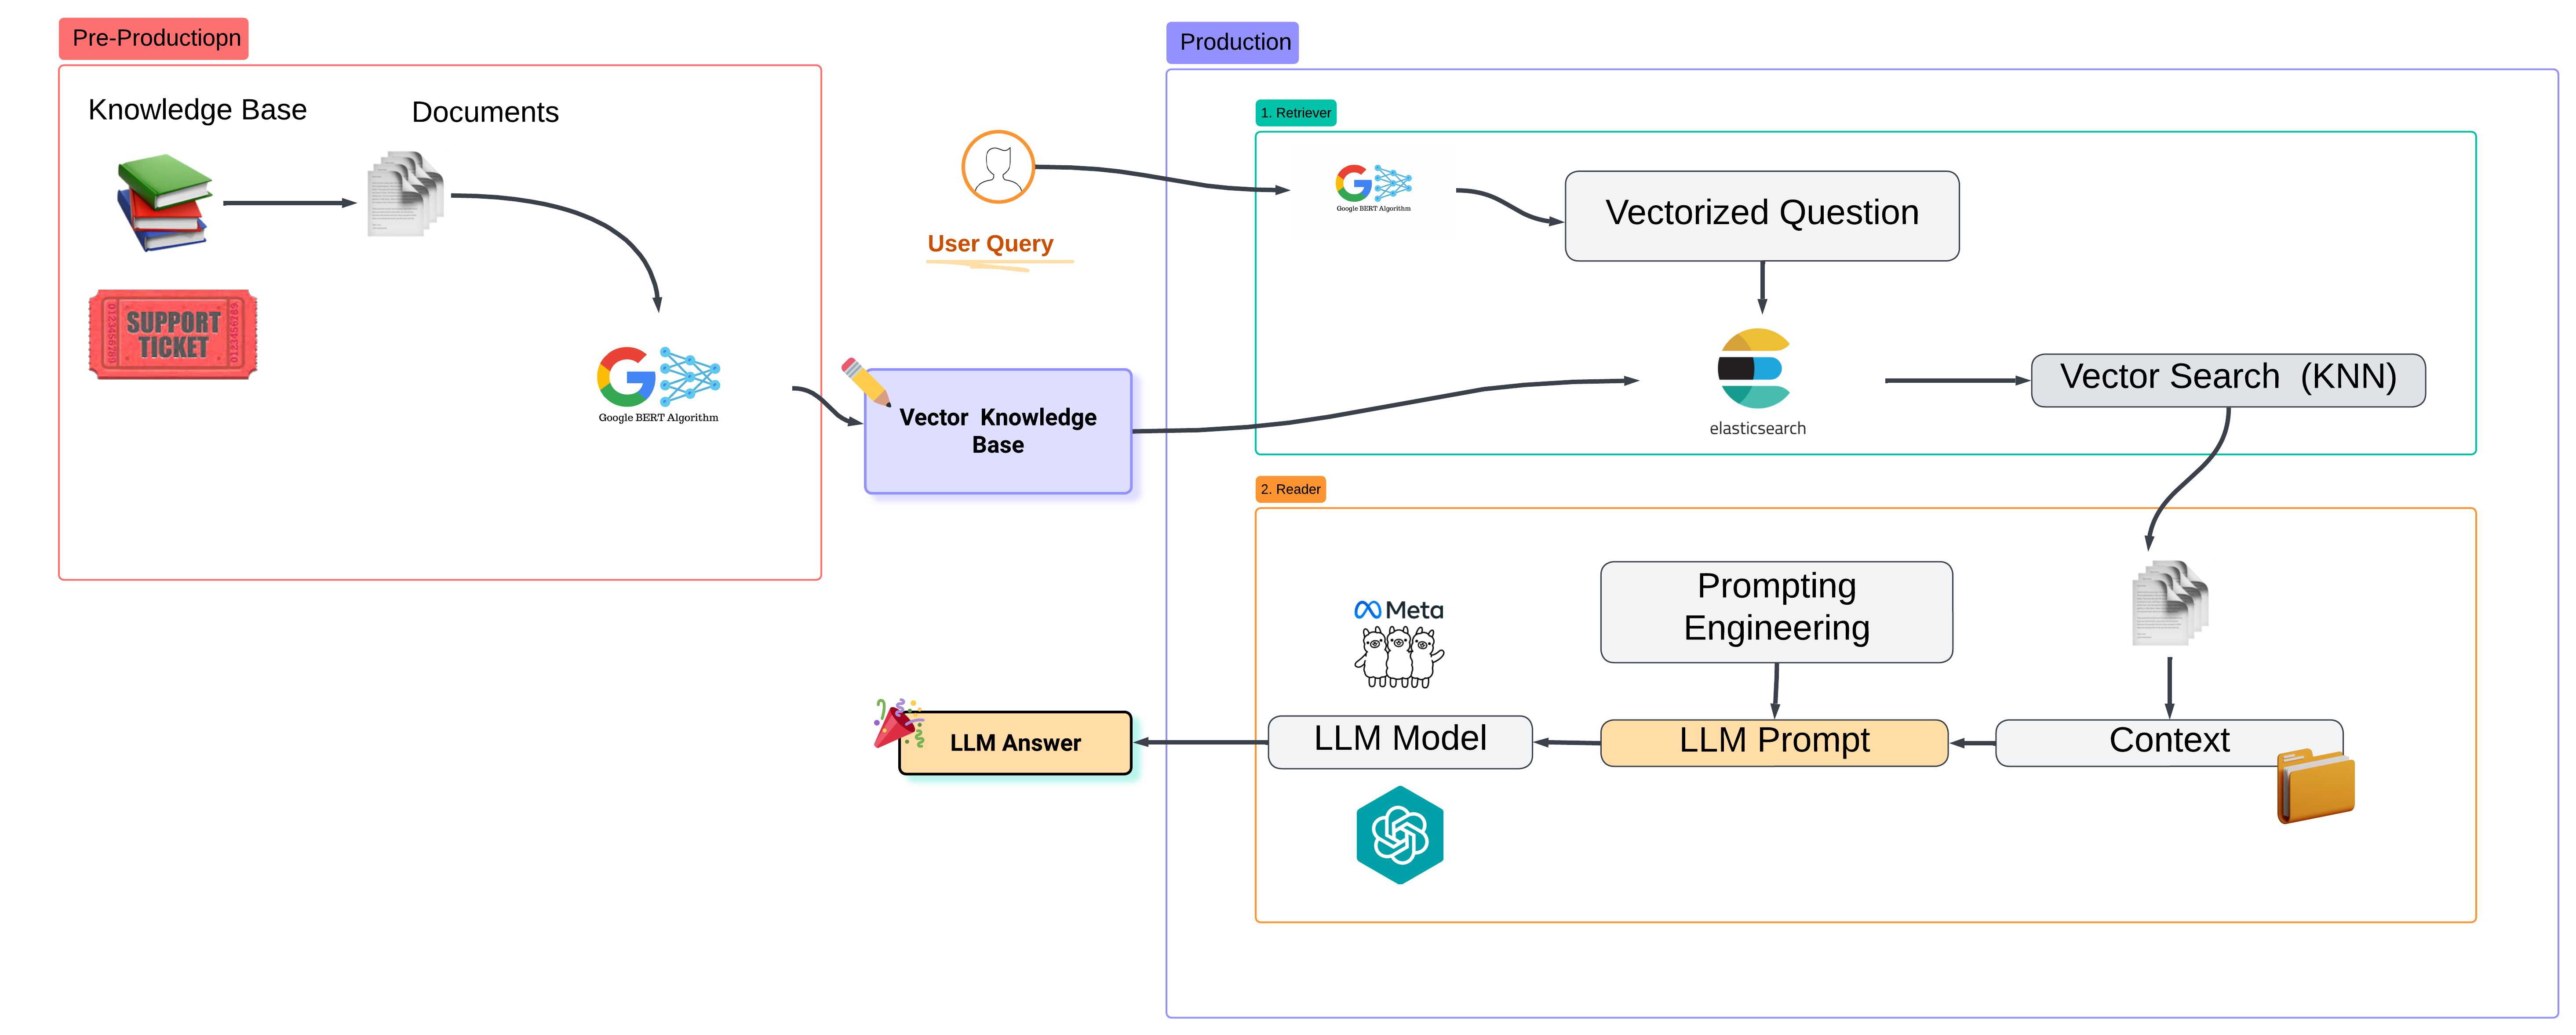 Pre-Productiopn
Production
Knowledge Base
Documents
1. Retriever
Google BERT Algorithm
Vectorized Question
User Query
SUPPORT
TICKET
0123456789
0123456789
Google BERT Algorithm
Vector Knowledge
Base
elasticsearch
Vector Search (KNN)
2. Reader
Prompting
Engineering
Meta
LLM Answer
LLM Model
LLM Prompt
Context